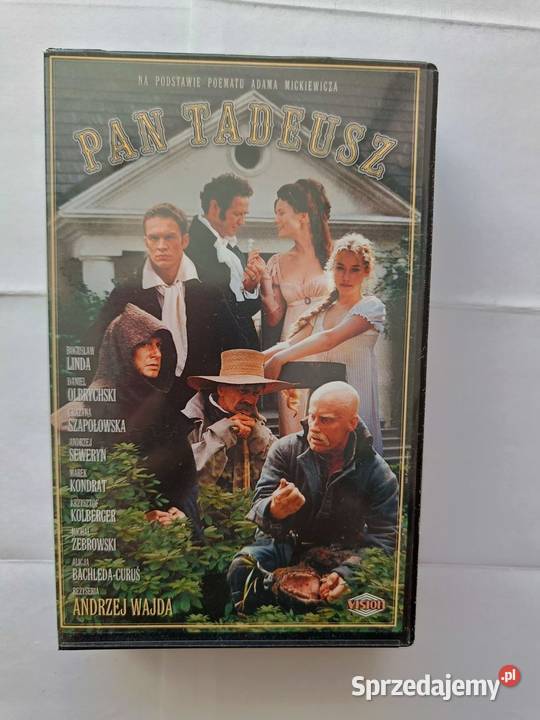 NA PODSTAWIE POEMATU ADAMA MICKIEWICZA
PAN TADEUSZ
BOGUSŁAW
LINDA
DANIEL
OLBRYCHSKI
GRAŻYNA
SZAPOŁOWSKA
ANDRZEJ
SEWERYN
MAREK
KONDRAT
KRZYSZTOF
KOLBERGER
MICHAŁ
ŻEBROWSKI
ALICJA
BACHLEDA-CURUŚ
REŻYSERIA
ANDRZEJ WAJDA
VISION
Sprzedajemy.pl